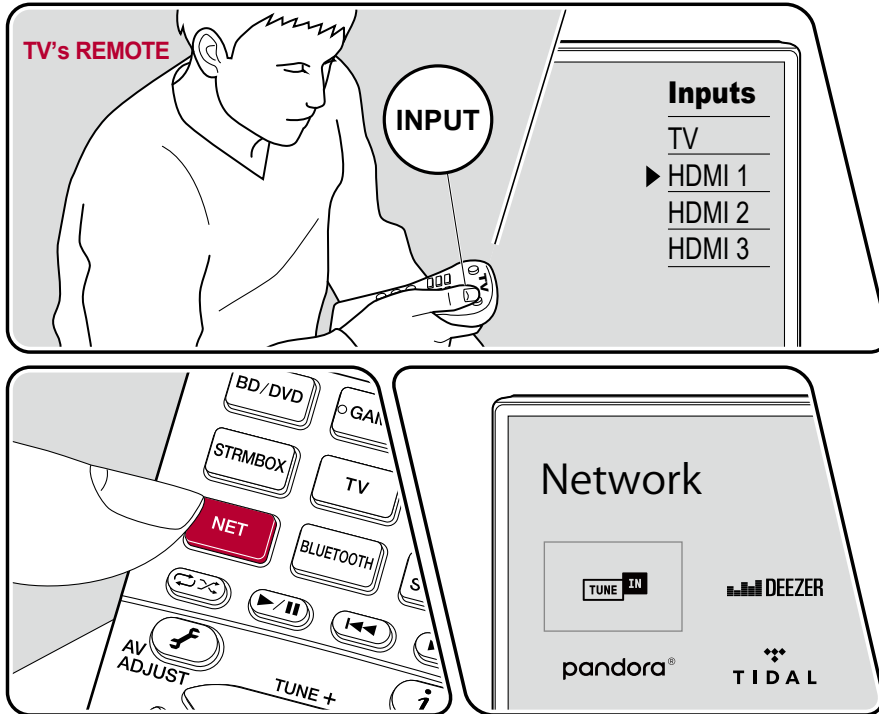 TV's REMOTE
INPUT
TV
Inputs
TV
HDMI 1
HDMI 2
HDMI 3
BD/DVD
STRMBOX
TV
NET
BLUETOOTH
AV
ADJUST
TUNE +
i
Network
TUNE IN
DEEZER
pandora®
TIDAL